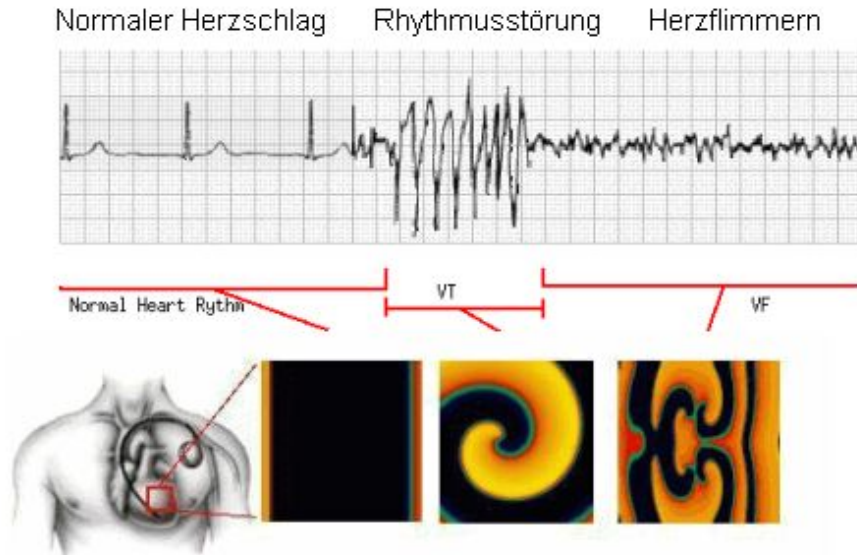 Normaler Herzschlag Rhythmusstörung Herzflimmern
Normal Heart Rythm VT VF